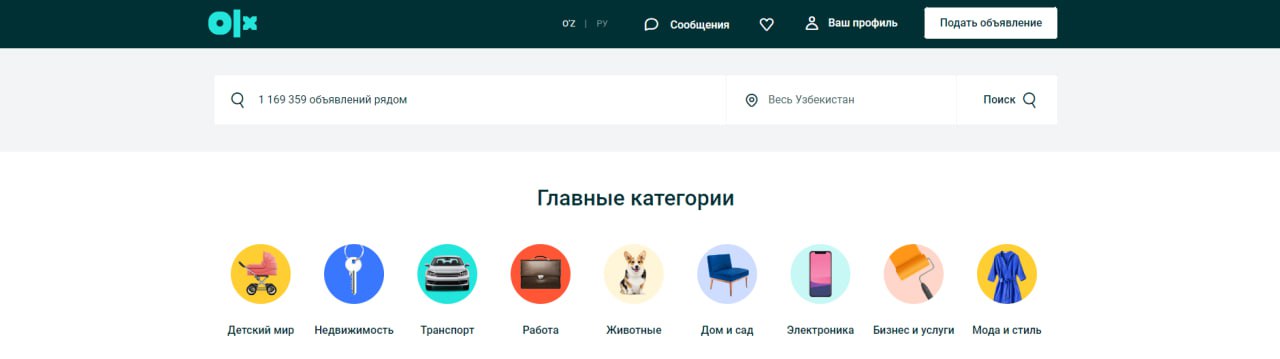 olx
O'Z | РУ
Сообщения
Ваш профиль
Подать объявление
1 169 359 объявлений рядом
Весь Узбекистан
Поиск
Главные категории
Детский мир
Недвижимость
Транспорт
Работа
Животные
Дом и сад
Электроника
Бизнес и услуги
Мода и стиль